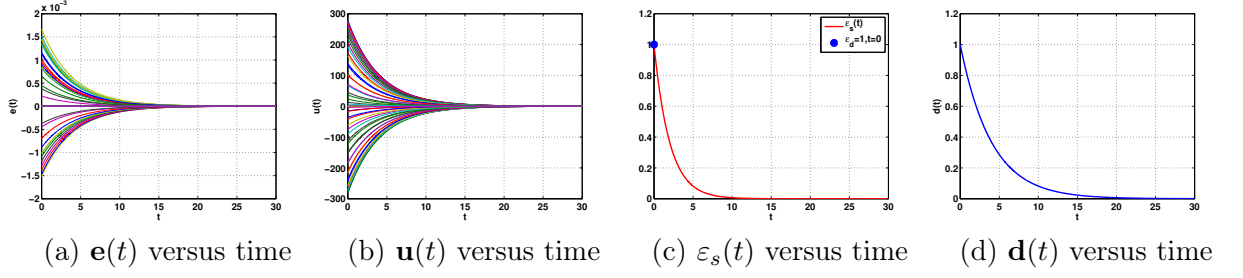 x 10⁻³
2
1.5
1
0.5
0
−0.5
−1
−1.5
−2
e(t)
0 5 10 15 20 25 30
t
300
200
100
0
−100
−200
−300
u(t)
0 5 10 15 20 25 30
t
1.2
1
0.8
0.6
0.4
0.2
0
0 5 10 15 20 25 30
t
εₛ(t)
ε_d=1,t=0
1.2
1
0.8
0.6
0.4
0.2
0
d(t)
0 5 10 15 20 25 30
t
(a) e(t) versus time
(b) u(t) versus time
(c) εₛ(t) versus time
(d) d(t) versus time